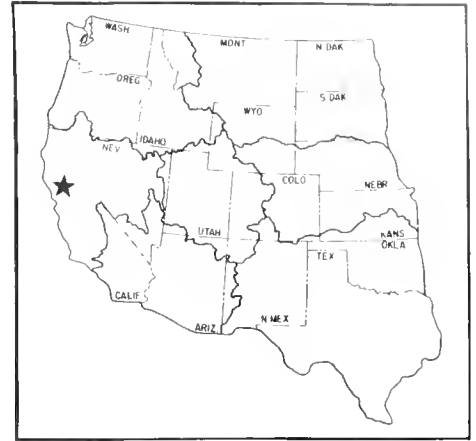 WASH
MONT
N DAK
OREG
S DAK
WYO
IDAHO
NEV
COLO
NEBR
UTAH
KANS
OKLA
TEX
CALIF
ARIZ
N MEX